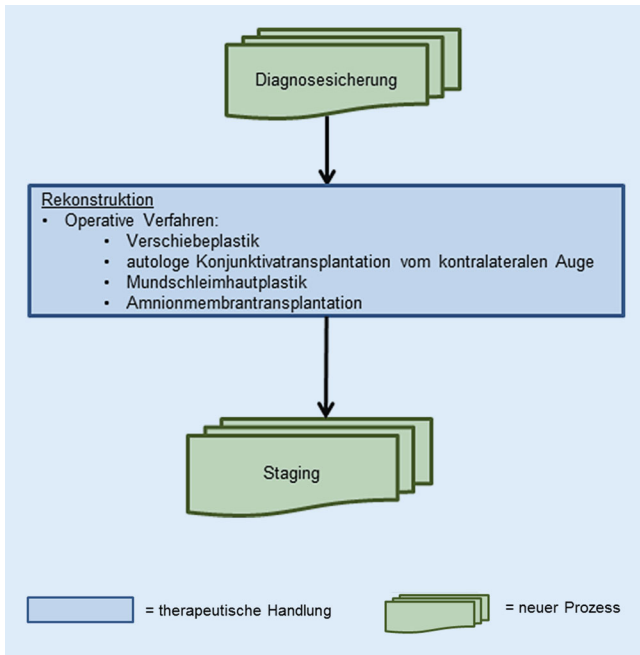 Diagnosesicherung
Rekonstruktion
• Operative Verfahren:
• Verschiebeplastik
• autologe Konjunktivatransplantation vom kontralateralen Auge
• Mundschleimhautplastik
• Amnionmembrantransplantation
Staging
= therapeutische Handlung
= neuer Prozess